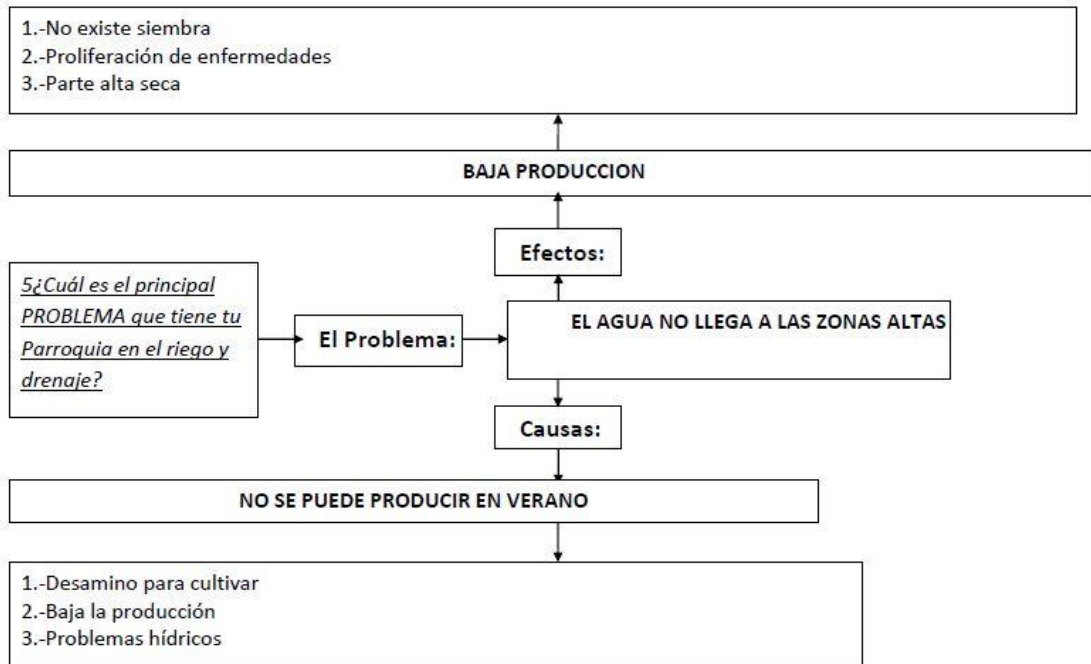 1.-No existe siembra
2.-Proliferación de enfermedades
3.-Parte alta seca
BAJA PRODUCCION
Efectos:
5¿Cuál es el principal
PROBLEMA que tiene tu
Parroquia en el riego y
drenaje?
El Problema:
EL AGUA NO LLEGA A LAS ZONAS ALTAS
Causas:
NO SE PUEDE PRODUCIR EN VERANO
1.-Desamino para cultivar
2.-Baja la producción
3.-Problemas hídricos